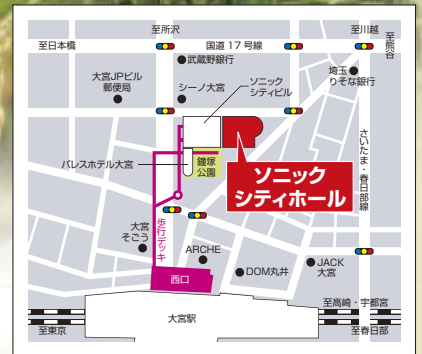 至所沢
至川越
至日本橋
国道 17 号線
至熊谷
武蔵野銀行
大宮JPビル
郵便局
シーノ大宮
ソニック
シティビル
埼玉
りそな銀行
パレスホテル大宮
鐘塚
公園
ソニック
シティホール
さいたま・春日部線
歩行デッキ
大宮
そごう
ARCHE
JACK
大宮
DOM丸井
西口
至高崎・宇都宮
大宮駅
至東京
至春日部